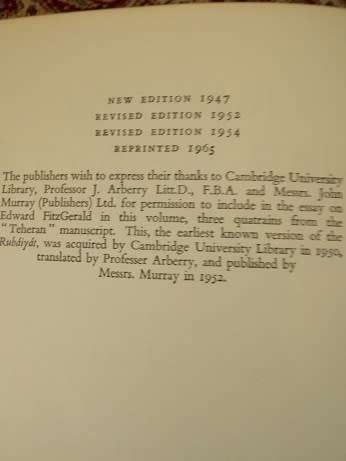 NEW EDITION 1947
REVISED EDITION 1952
REVISED EDITION 1954
REPRINTED 1965
The publishers wish to express their thanks to Cambridge University
Library, Professor J. Arberry Litt.D., F.B.A. and Messrs. John
Murray (Publishers) Ltd. for permission to include in the essay on
Edward FitzGerald in this volume, three quatrains from the
"Teheran" manuscript. This, the earliest known version of the
Rubáiyát, was acquired by Cambridge University Library in 1950,
translated by Professer Arberry, and published by
Messrs. Murray in 1952.